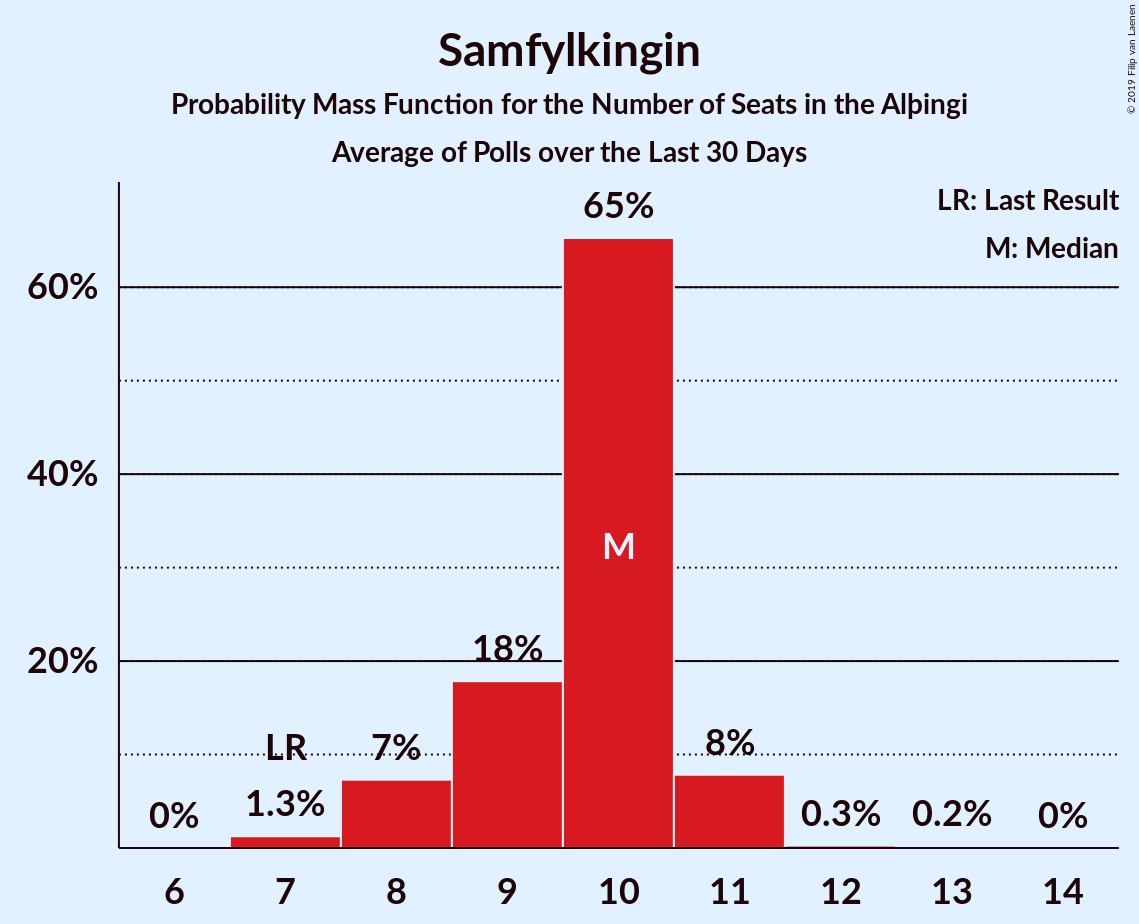 Samfylkingin
Probability Mass Function for the Number of Seats in the Alþingi
Average of Polls over the Last 30 Days
© 2019 Filip van Laenen
LR: Last Result
M: Median
65%
60%
40%
M
20%
18%
LR
7%
8%
0%
1.3%
0.3%
0.2%
0%
6 7 8 9 10 11 12 13 14